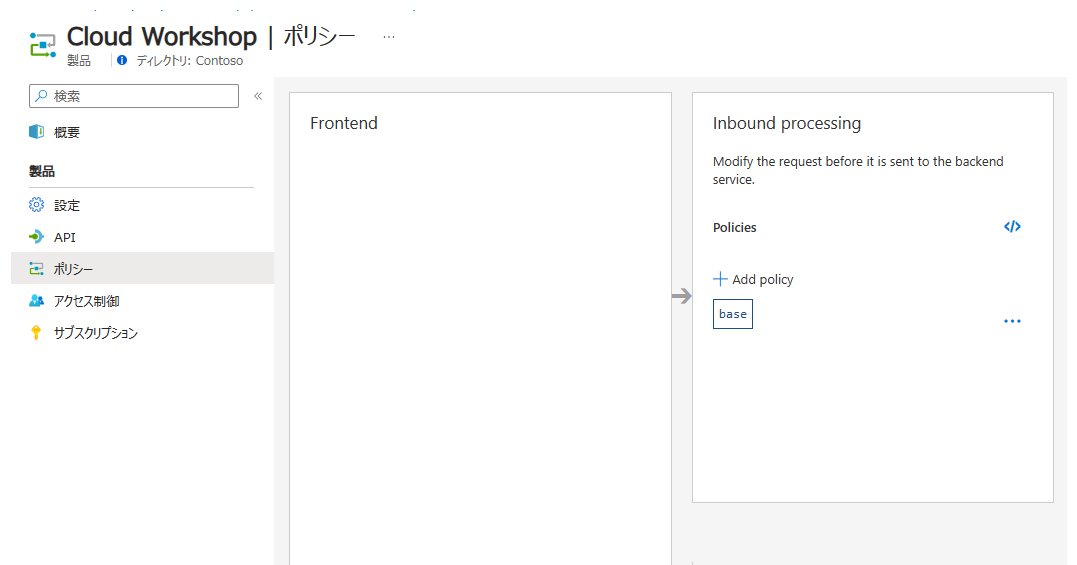 Cloud Workshop | ポリシー ...
製品 ディレクトリ: Contoso
検索 «
概要
製品
設定
API
ポリシー
アクセス制御
サブスクリプション
Frontend
Inbound processing
Modify the request before it is sent to the backend
service.
Policies </>
+ Add policy
base ...